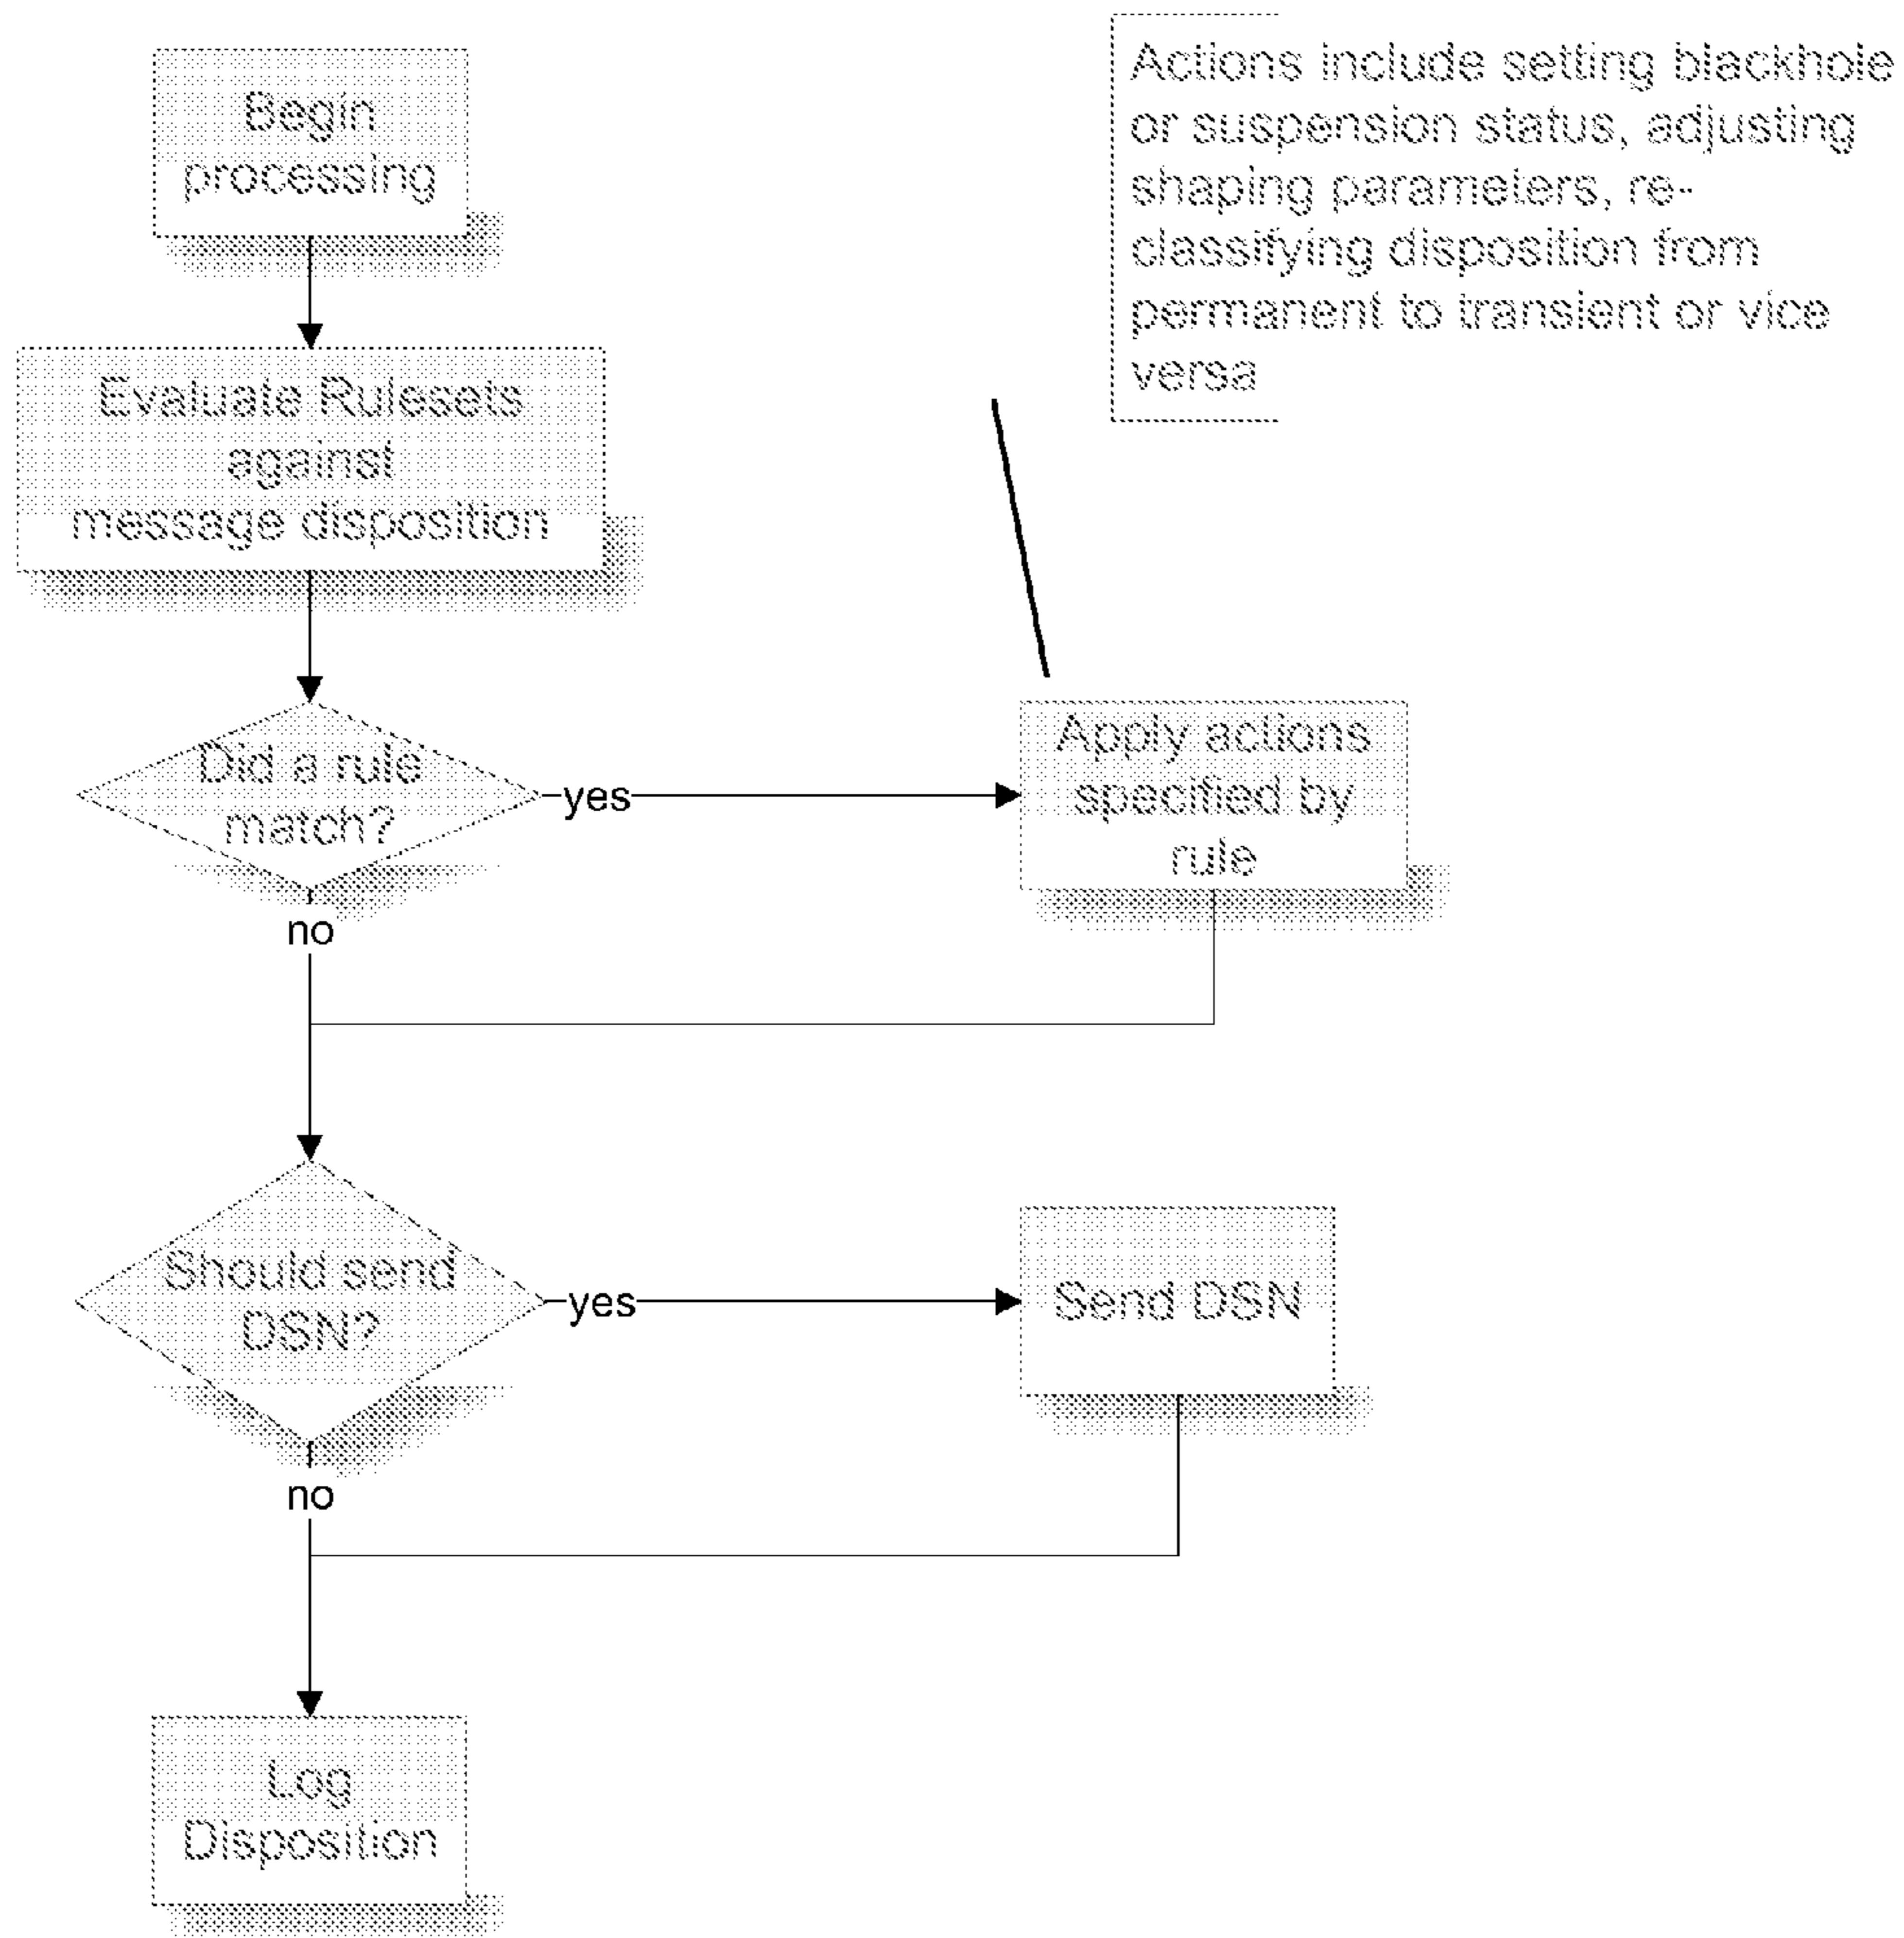 Begin
processing
Actions include setting blackhole
or suspension status, adjusting
shaping parameters, re-
classifying disposition from
permanent to transient or vice
versa
Evaluate Rulesets
against
message disposition
Did a rule
match?
yes
Apply actions
specified by
rule
no
Should send
DSN?
yes
Send DSN
no
Log
Disposition